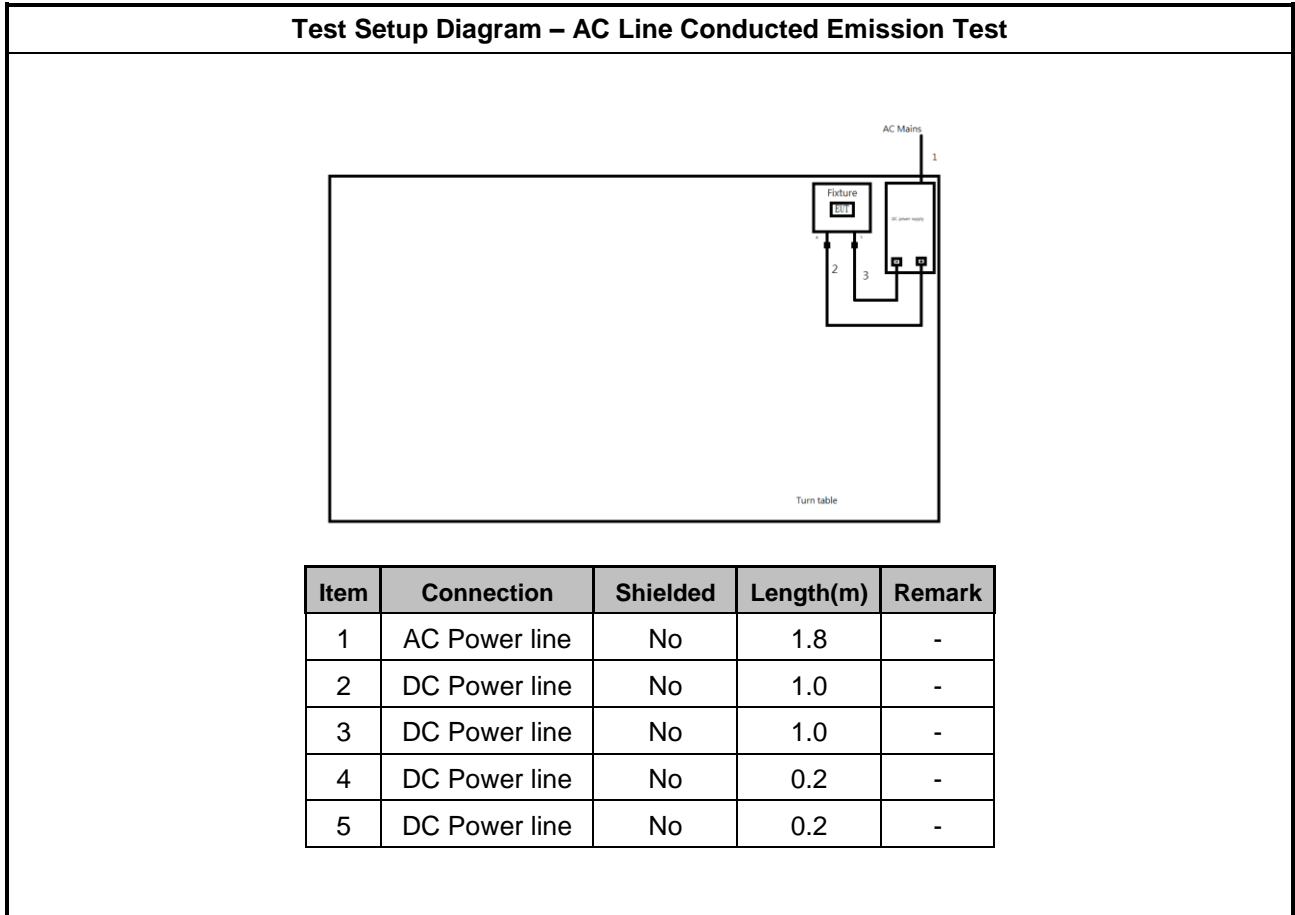 Test Setup Diagram – AC Line Conducted Emission Test
AC Mains
1
Fixture
EUT
DC power supply
2
3
Turn table
Item Connection Shielded Length(m) Remark
1 AC Power line No 1.8 -
2 DC Power line No 1.0 -
3 DC Power line No 1.0 -
4 DC Power line No 0.2 -
5 DC Power line No 0.2 -